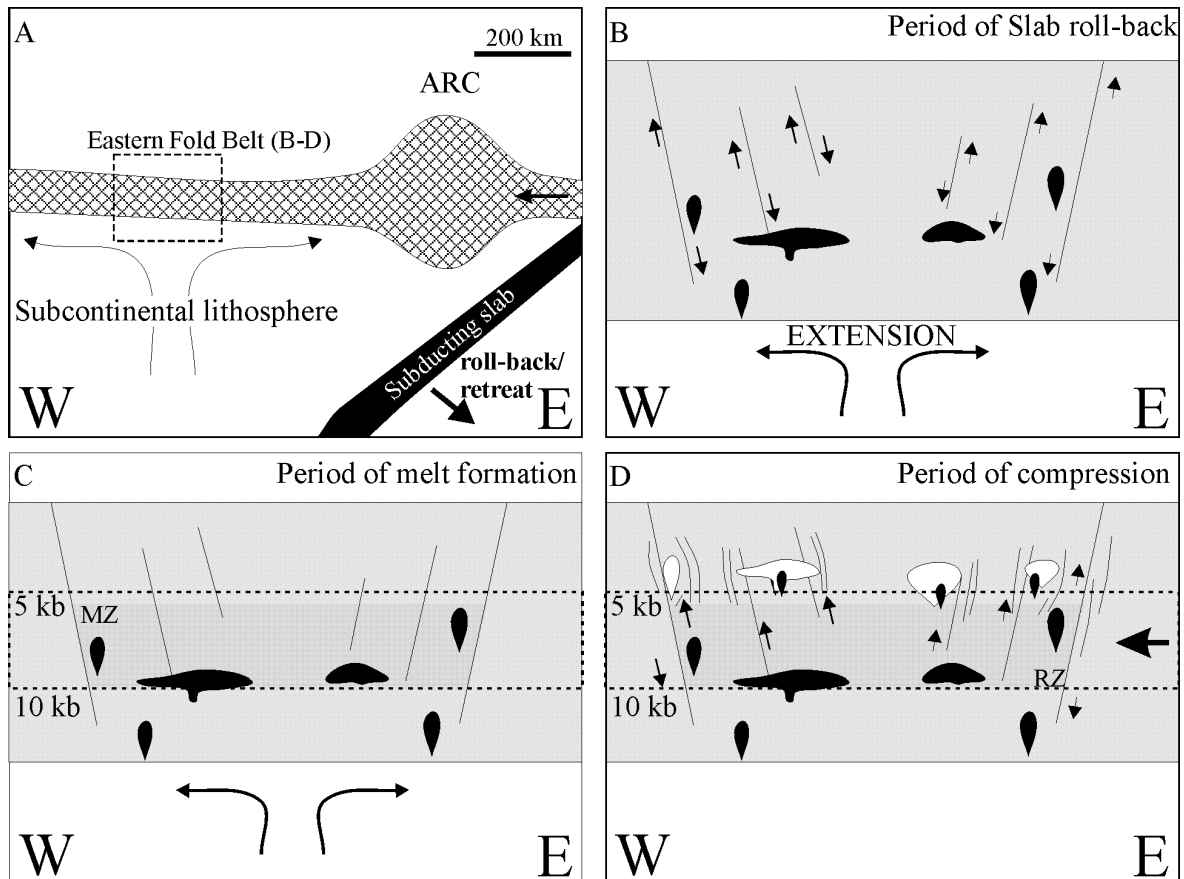 A
200 km
ARC
Eastern Fold Belt (B-D)
Subcontinental lithosphere
Subducting slab
roll-back/
retreat
W
E
B
Period of Slab roll-back
EXTENSION
W
E
C
Period of melt formation
5 kb
MZ
10 kb
W
E
D
Period of compression
5 kb
RZ
10 kb
W
E